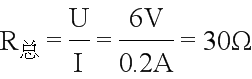 R总 = U/I = 6V/0.2A = 30Ω